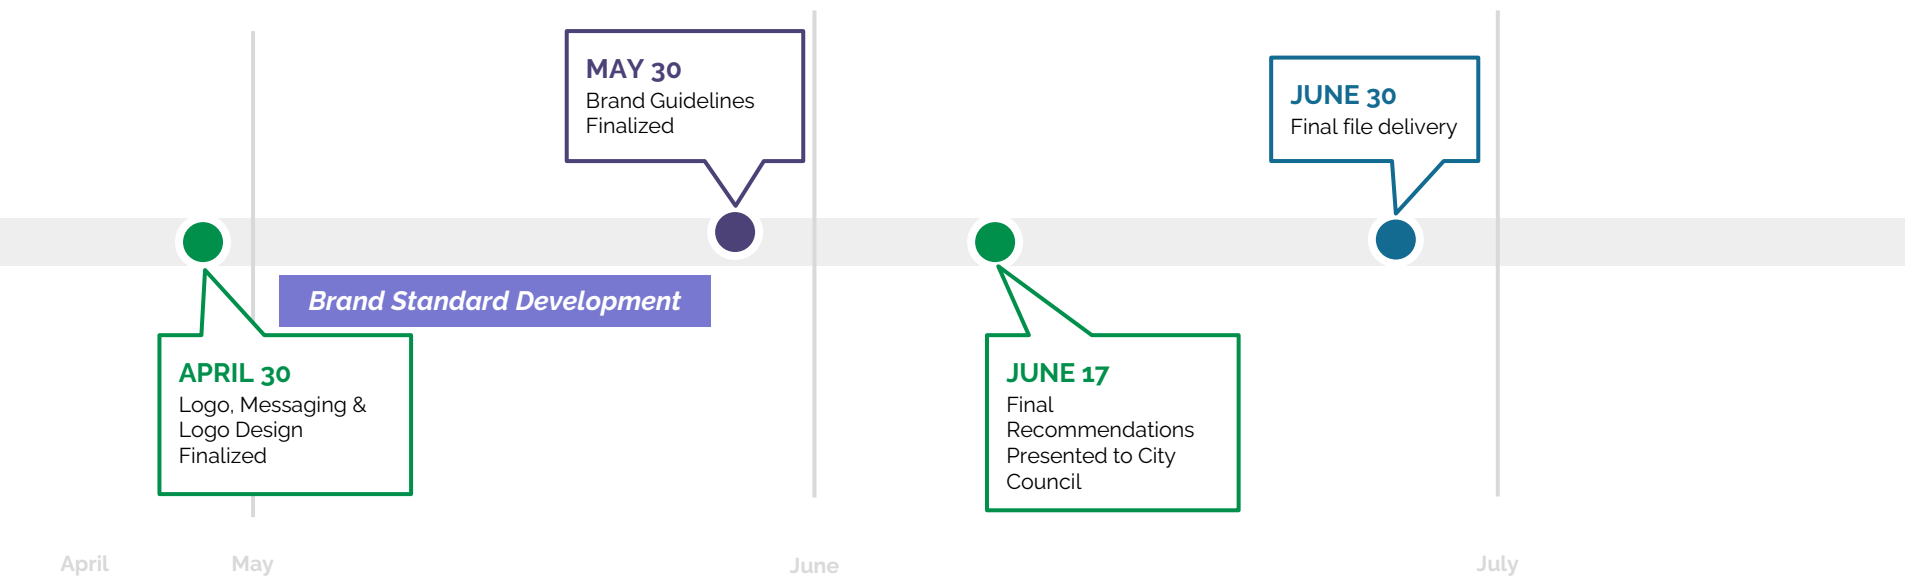 MAY 30
Brand Guidelines
Finalized
JUNE 30
Final file delivery
Brand Standard Development
APRIL 30
Logo, Messaging &
Logo Design
Finalized
JUNE 17
Final
Recommendations
Presented to City
Council
April
May
June
July